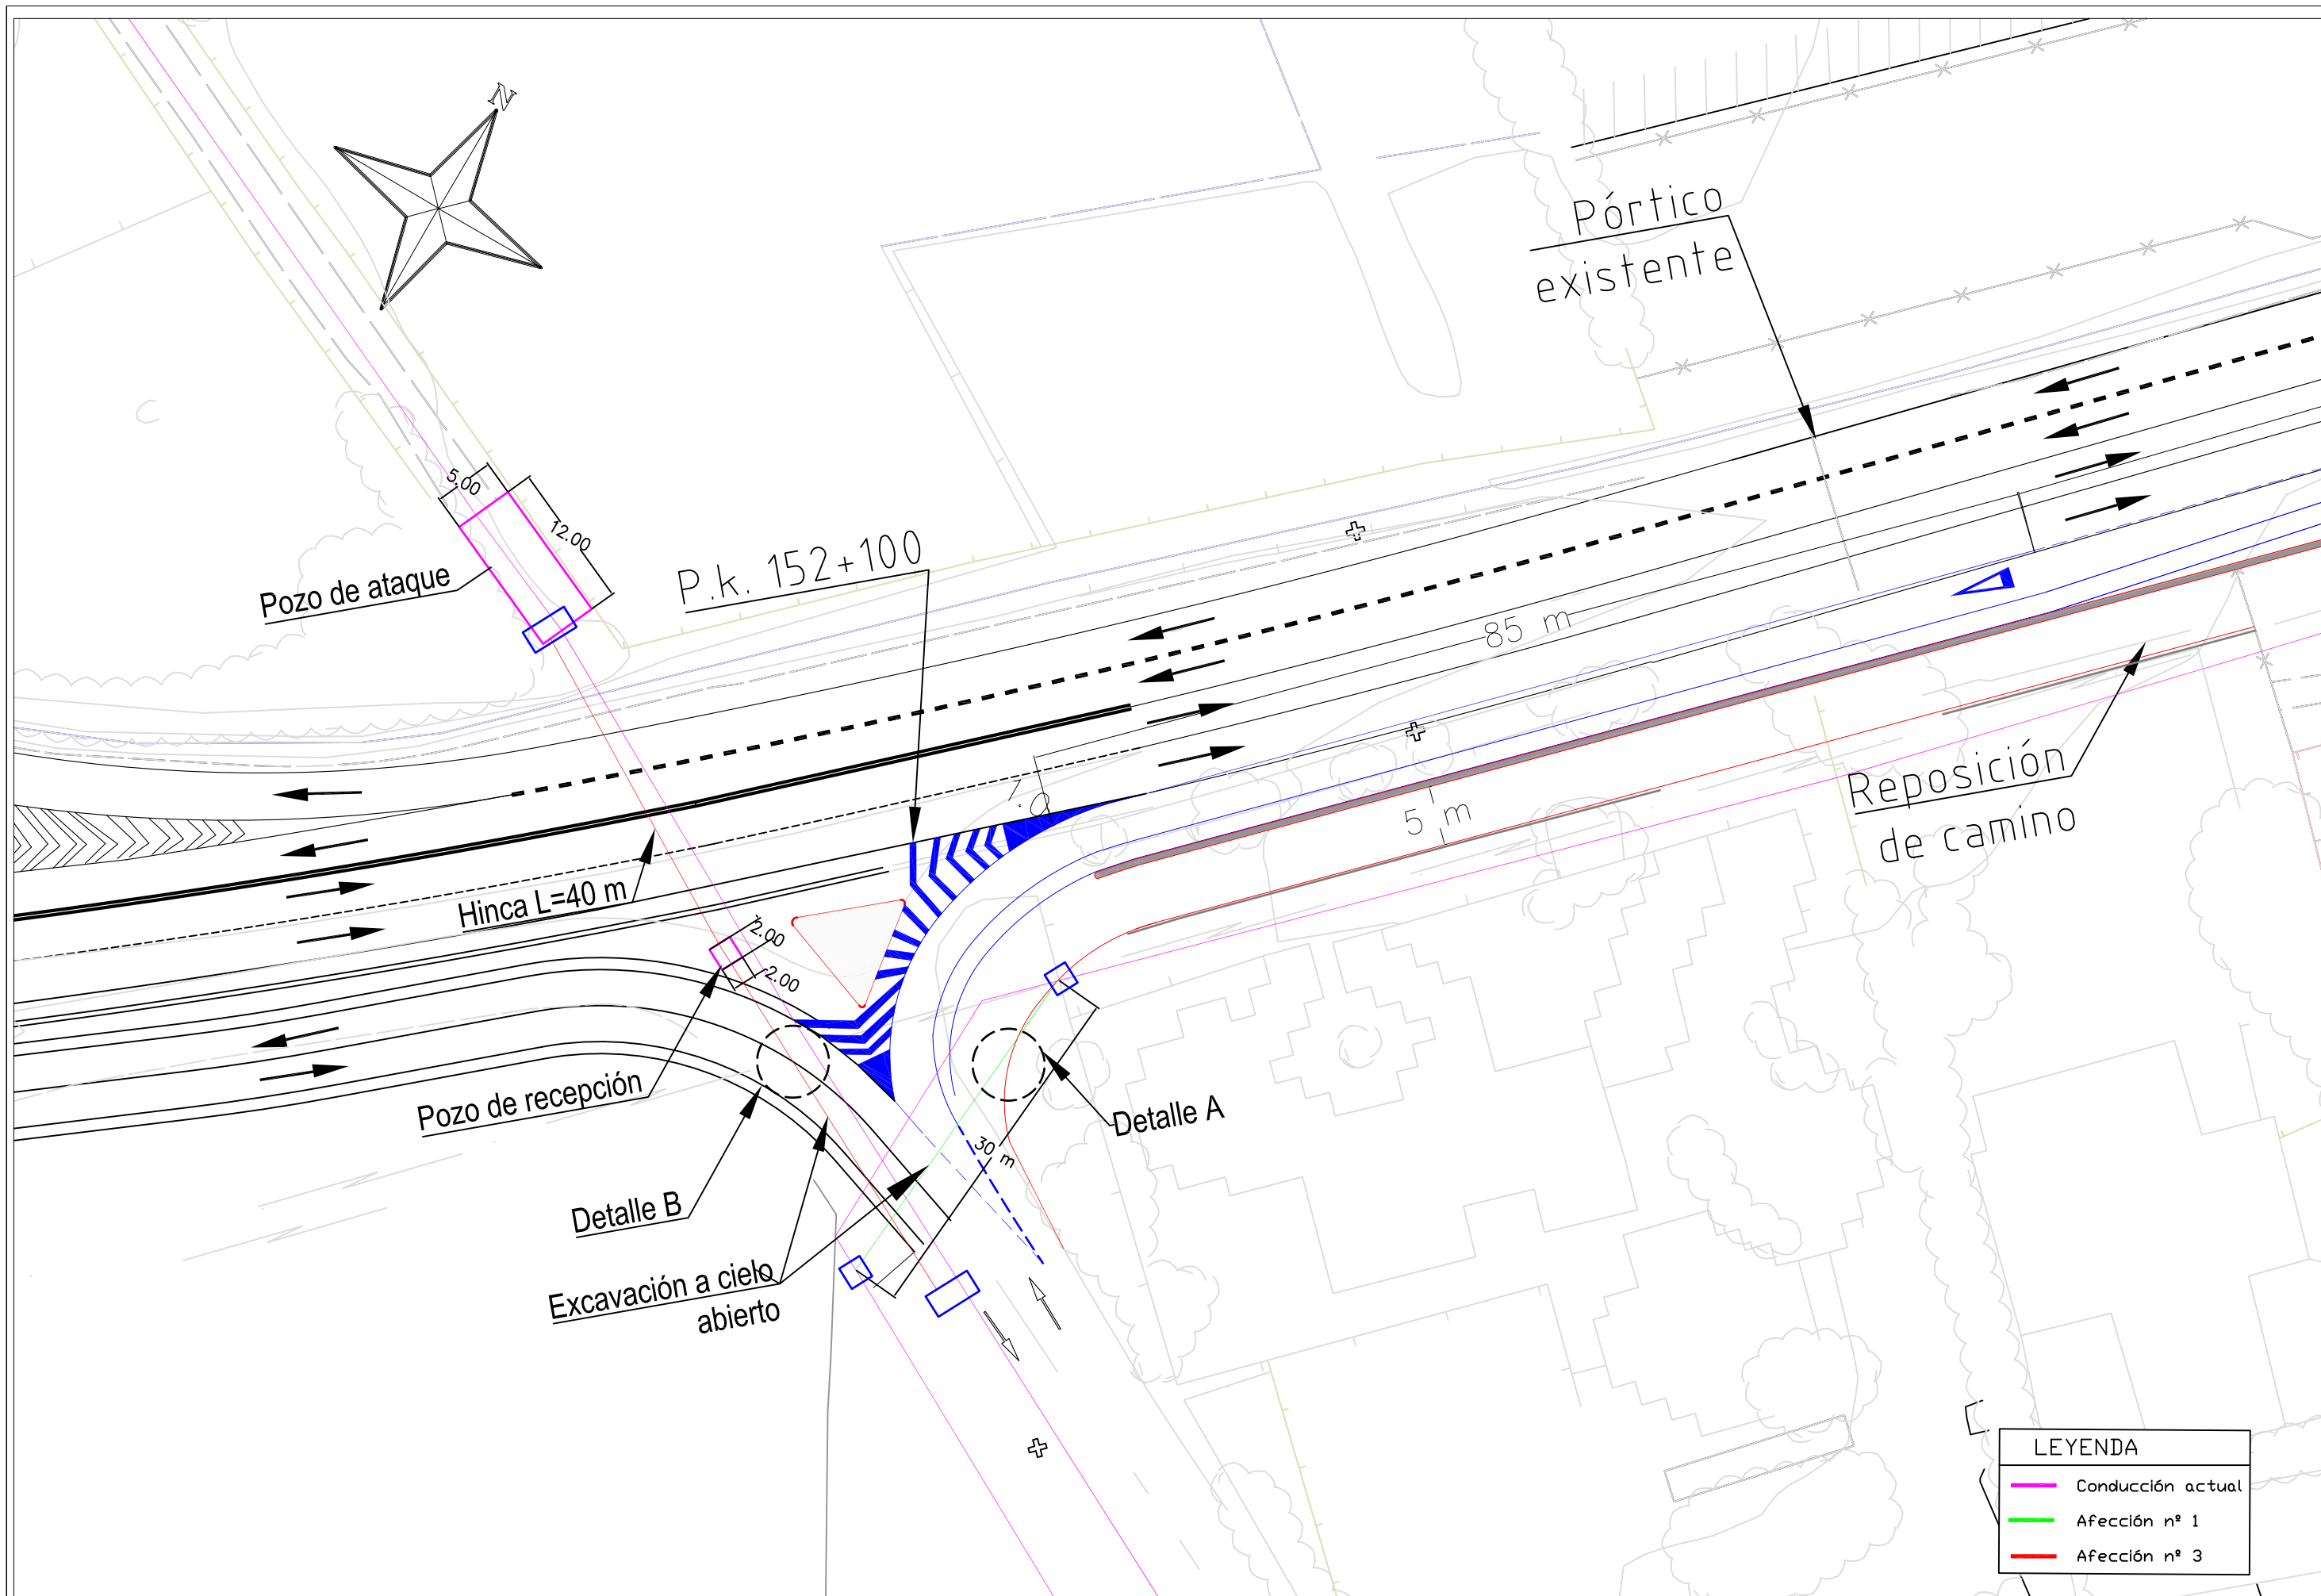 N
Pórtico
existente
5.00
12.00
Pozo de ataque
P.k. 152+100
85 m
7.0
5 m
Reposición
de camino
Hinca L=40 m
2.00
2.00
Pozo de recepción
Detalle A
30 m
Detalle B
Excavación a cielo
abierto
LEYENDA
Conducción actual
Afección nº 1
Afección nº 3